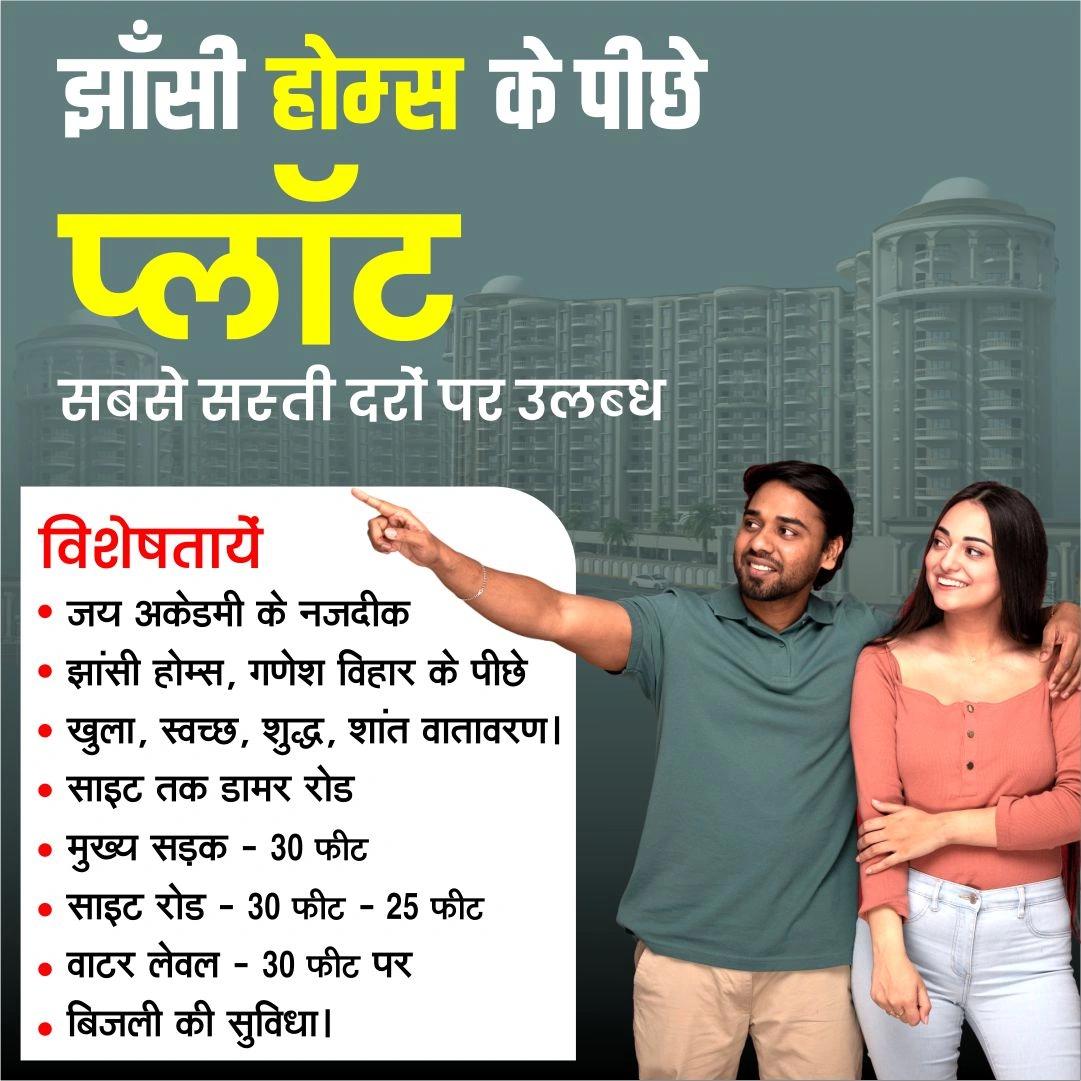 झाँसी होम्स के पीछे
प्लॉट
सबसे सस्ती दरों पर उलब्ध
विशेषतायें
• जय अकेडमी के नजदीक
• झांसी होम्स, गणेश विहार के पीछे
• खुला, स्वच्छ, शुद्ध, शांत वातावरण।
• साइट तक डामर रोड
• मुख्य सड़क - 30 फीट
• साइट रोड - 30 फीट - 25 फीट
• वाटर लेवल - 30 फीट पर
• बिजली की सुविधा।